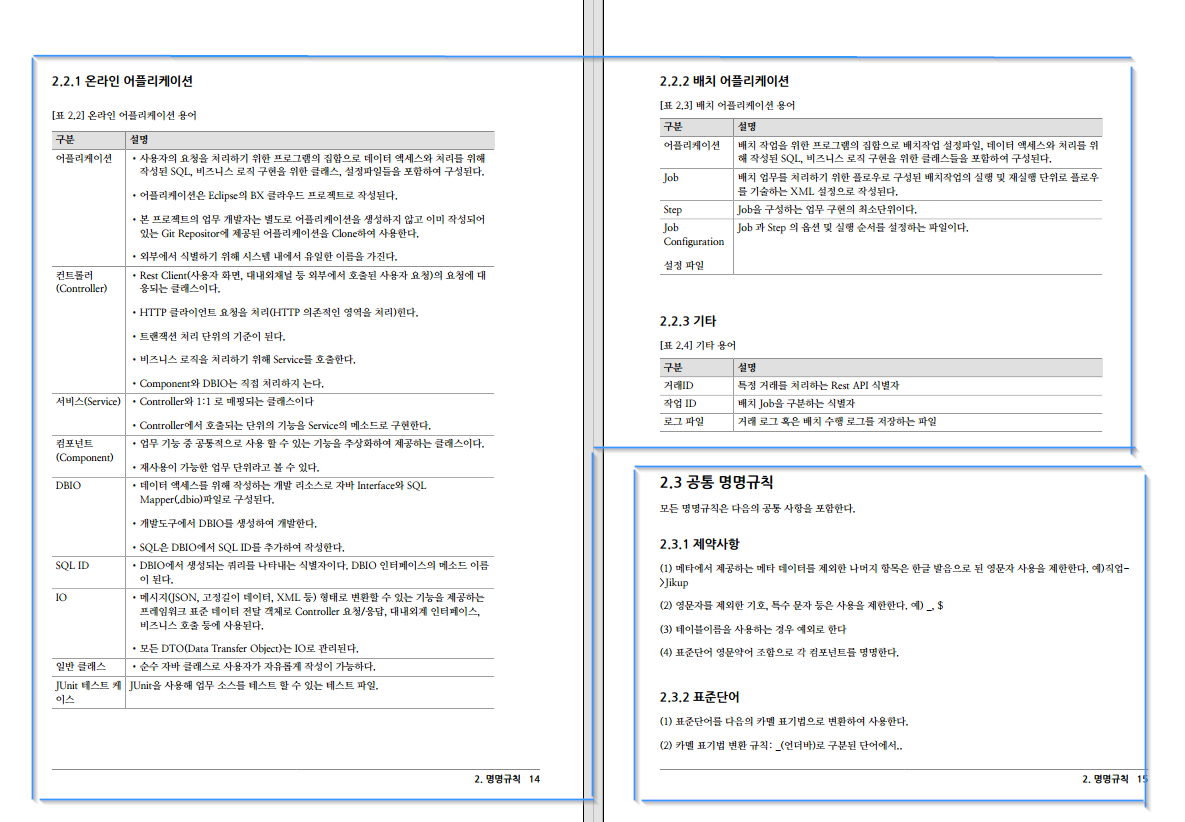 2.2.1 온라인 어플리케이션
[표 2.2] 온라인 어플리케이션 용어
구분 설명
어플리케이션 • 사용자의 요청을 처리하기 위한 프로그램의 집합으로 데이터 액세스와 처리를 위해
작성된 SQL, 비즈니스 로직 구현을 위한 클래스, 설정파일들을 포함하여 구성된다.
• 어플리케이션은 Eclipse의 BX 클라우드 프로젝트로 작성된다.
• 본 프로젝트의 업무 개발자는 별도로 어플리케이션을 생성하지 않고 이미 작성되어
있는 Git Repositor에 제공된 어플리케이션을 Clone하여 사용한다.
• 외부에서 식별하기 위해 시스템 내에서 유일한 이름을 가진다.
컨트롤러 • Rest Client(사용자 화면, 대내외채널 등 외부에서 호출된 사용자 요청)의 요청에 대
(Controller) 응되는 클래스이다.
• HTTP 클라이언트 요청을 처리(HTTP 의존적인 영역을 처리)힌다.
• 트랜잭션 처리 단위의 기준이 된다.
• 비즈니스 로직을 처리하기 위해 Service를 호출한다.
• Component와 DBIO는 직접 처리하지 는다.
서비스(Service) • Controller와 1:1 로 매핑되는 클래스이다
• Controller에서 호출되는 단위의 기능을 Service의 메소드로 구현한다.
컴포넌트 • 업무 기능 중 공통적으로 사용 할 수 있는 기능을 추상화하여 제공하는 클래스이다.
(Component)
• 재사용이 가능한 업무 단위라고 볼 수 있다.
DBIO • 데이터 액세스를 위해 작성하는 개발 리소스로 자바 Interface와 SQL
Mapper(.dbio)파일로 구성된다.
• 개발도구에서 DBIO를 생성하여 개발한다.
• SQL은 DBIO에서 SQL ID를 추가하여 작성한다.
SQL ID • DBIO에서 생성되는 쿼리를 나타내는 식별자이다. DBIO 인터페이스의 메소드 이름
이 된다.
IO • 메시지(JSON, 고정길이 데이터, XML 등) 형태로 변환할 수 있는 기능을 제공하는
프레임워크 표준 데이터 전달 객체로 Controller 요청/응답, 대내외계 인터페이스,
비즈니스 호출 등에 사용된다.
• 모든 DTO(Data Transfer Object)는 IO로 관리된다.
일반 클래스 • 순수 자바 클래스로 사용자가 자유롭게 작성이 가능하다.
JUnit 테스트 케 JUnit을 사용해 업무 소스를 테스트 할 수 있는 테스트 파일.
이스
2. 명명규칙 14
2.2.2 배치 어플리케이션
[표 2.3] 배치 어플리케이션 용어
구분 설명
어플리케이션 배치 작업을 위한 프로그램의 집합으로 배치작업 설정파일, 데이터 액세스와 처리를 위
해 작성된 SQL, 비즈니스 로직 구현을 위한 클래스들을 포함하여 구성된다.
Job 배치 업무를 처리하기 위한 플로우로 구성된 배치작업의 실행 및 재실행 단위로 플로우
를 기술하는 XML 설정으로 작성된다.
Step Job을 구성하는 업무 구현의 최소단위이다.
Job Job 과 Step 의 옵션 및 실행 순서를 설정하는 파일이다.
Configuration
설정 파일
2.2.3 기타
[표 2.4] 기타 용어
구분 설명
거래ID 특정 거래를 처리하는 Rest API 식별자
작업 ID 배치 Job을 구분하는 식별자
로그 파일 거래 로그 혹은 배치 수행 로그를 저장하는 파일
2.3 공통 명명규칙
모든 명명규칙은 다음의 공통 사항을 포함한다.
2.3.1 제약사항
(1) 메타에서 제공하는 메타 데이터를 제외한 나머지 항목은 한글 발음으로 된 영문자 사용을 제한한다. 예)직업-
>Jikup
(2) 영문자를 제외한 기호, 특수 문자 등은 사용을 제한한다. 예) _, $
(3) 테이블이름을 사용하는 경우 예외로 한다
(4) 표준단어 영문약어 조합으로 각 컴포넌트를 명명한다.
2.3.2 표준단어
(1) 표준단어를 다음의 카멜 표기법으로 변환하여 사용한다.
(2) 카멜 표기법 변환 규칙: _(언더바)로 구분된 단어에서..
2. 명명규칙 15